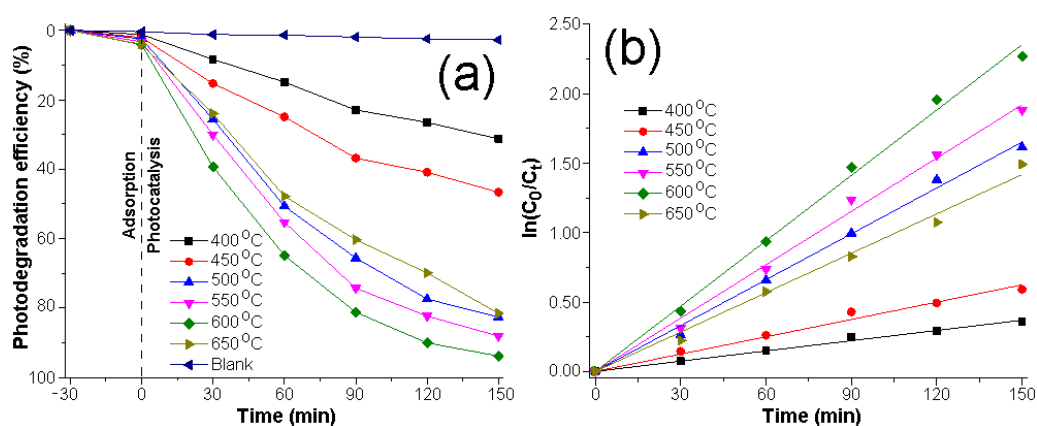 (a)
Photodegradation efficiency (%)
0
20
40
60
80
100
Adsorption
Photocatalysis
400 °C
450 °C
500 °C
550 °C
600 °C
650 °C
Blank
-30 0 30 60 90 120 150
Time (min)
(b)
ln(C₀/Cₜ)
2.50
2.00
1.50
1.00
0.50
0.00
400 °C
450 °C
500 °C
550 °C
600 °C
650 °C
0 30 60 90 120 150
Time (min)